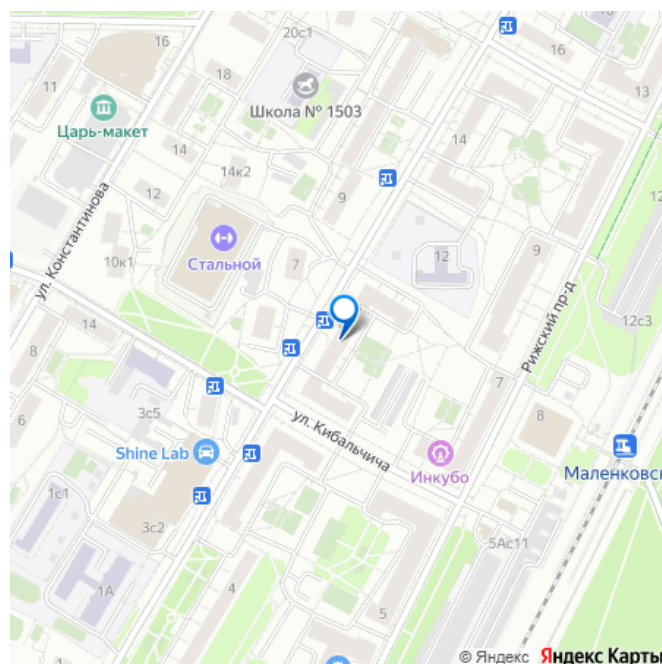 20с1
16
16
11
18
13
Школа № 1503
Царь-макет
14
14
14к2
12
9
12
ул. Константинова
Стальной
7
12
9
10к1
12с3
14
8
Рижский пр-д
7
6
3с5
ул. Кибальчича
8
Shine Lab
Инкубо
Маленковск
1с1
3с2
5Ас11
1А
4
5
© Яндекс Яндекс Карты